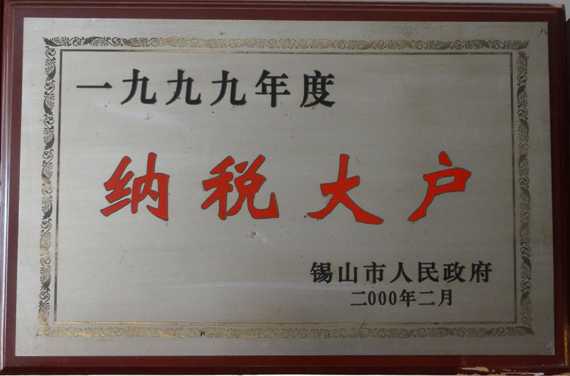 一九九九年度
纳税大户
锡山市人民政府
二000年二月